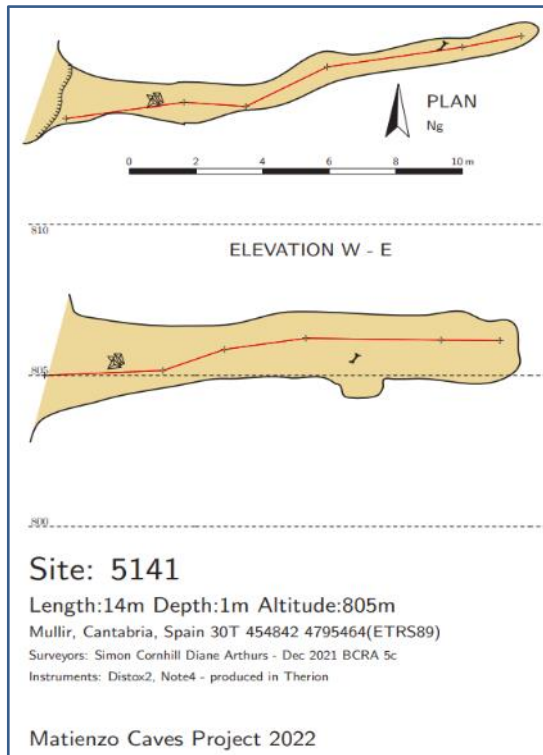 PLAN
Ng
0 2 4 6 8 10 m
810
ELEVATION W - E
805
800
Site: 5141
Length:14m Depth:1m Altitude:805m
Mullir, Cantabria, Spain 30T 454842 4795464(ETRS89)
Surveyors: Simon Cornhill Diane Arthurs - Dec 2021 BCRA 5c
Instruments: Distox2, Note4 - produced in Therion
Matienzo Caves Project 2022